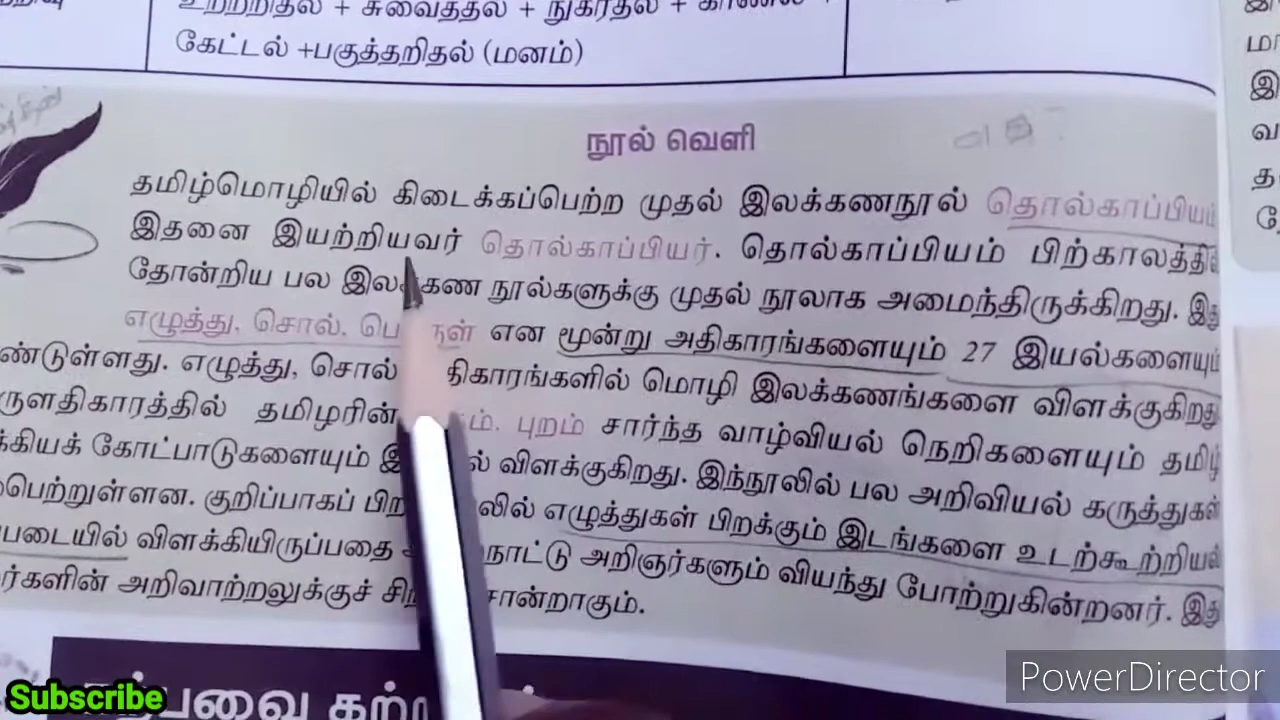 உற்றறிதல் + சுவைத்தல் + நுகர்தல் + காணல் +
கேட்டல் +பகுத்தறிதல் (மனம்)
நூல் வெளி
தமிழ்மொழியில் கிடைக்கப்பெற்ற முதல் இலக்கணநூல் தொல்காப்பியம்
இதனை இயற்றியவர் தொல்காப்பியர். தொல்காப்பியம் பிற்காலத்தில்
தோன்றிய பல இலக்கண நூல்களுக்கு முதல் நூலாக அமைந்திருக்கிறது. இது
எழுத்து, சொல். பொருள் என மூன்று அதிகாரங்களையும் 27 இயல்களையும்
ண்டுள்ளது. எழுத்து, சொல் திகாரங்களில் மொழி இலக்கணங்களை விளக்குகிறது
ருளதிகாரத்தில் தமிழரின் புறம் சார்ந்த வாழ்வியல் நெறிகளையும் தமிழ்
க்கியக் கோட்பாடுகளையும் விளக்குகிறது. இந்நூலில் பல அறிவியல் கருத்துகள்
பெற்றுள்ளன. குறிப்பாகப் எழுத்துகள் பிறக்கும் இடங்களை உடற்கூற்றியல்
படையில் விளக்கியிருப்பதை நாட்டு அறிஞர்களும் வியந்து போற்றுகின்றனர். இது
ர்களின் அறிவாற்றலுக்குச் சான்றாகும்.
Subscribe
PowerDirector